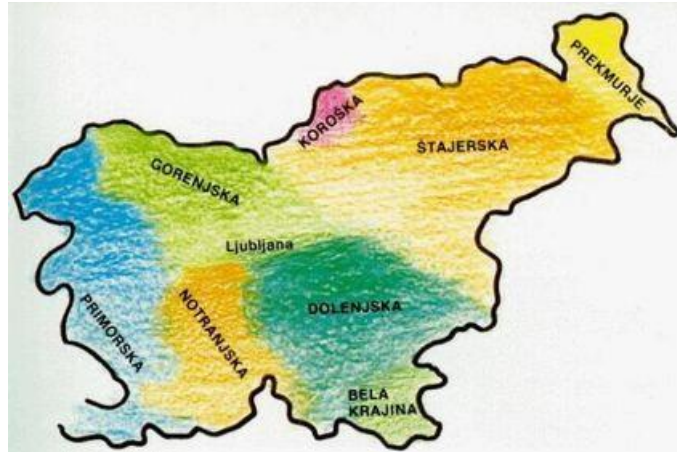 PREKMURJE
KOROŠKA
ŠTAJERSKA
GORENJSKA
Ljubljana
NOTRANJSKA
DOLENJSKA
PRIMORSKA
BELA
KRAJINA